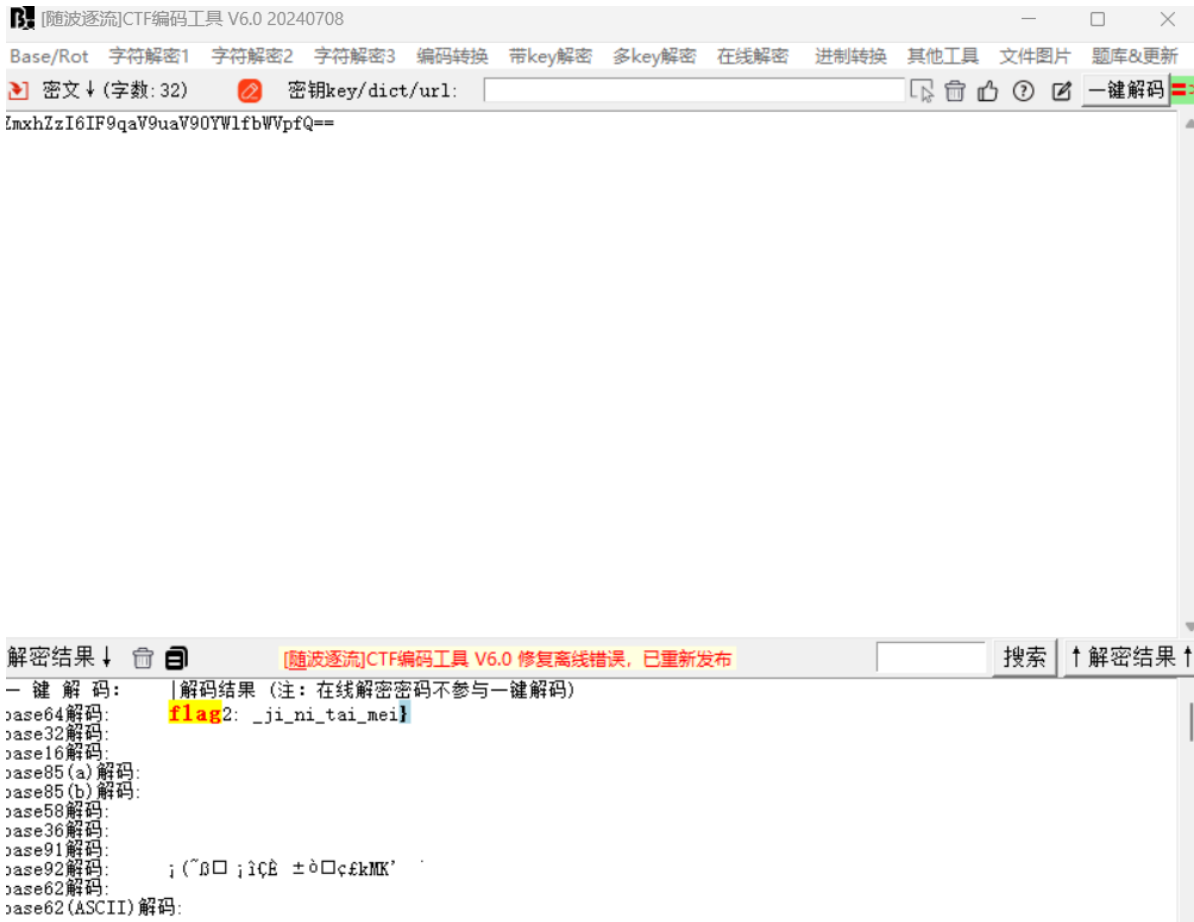 [随波逐流]CTF编码工具 V6.0 20240708
Base/Rot 字符解密1 字符解密2 字符解密3 编码转换 带key解密 多key解密 在线解密 进制转换 其他工具 文件图片 题库&更新
密文↓(字数:32) 密钥key/dict/url: 一键解码
ZmxhZzI6IF9qaV9uaV90YWlfbWVpfQ==
解密结果↓ [随波逐流]CTF编码工具 V6.0 修复离线错误，已重新发布 搜索 ↑解密结果↑
一 键 解 码: |解码结果 (注: 在线解密密码不参与一键解码)
base64解码: flag2: _ji_ni_tai_mei}
base32解码:
base16解码:
base85(a)解码:
base85(b)解码:
base58解码:
base36解码:
base91解码:
base92解码:
base62解码:
base62(ASCII)解码: